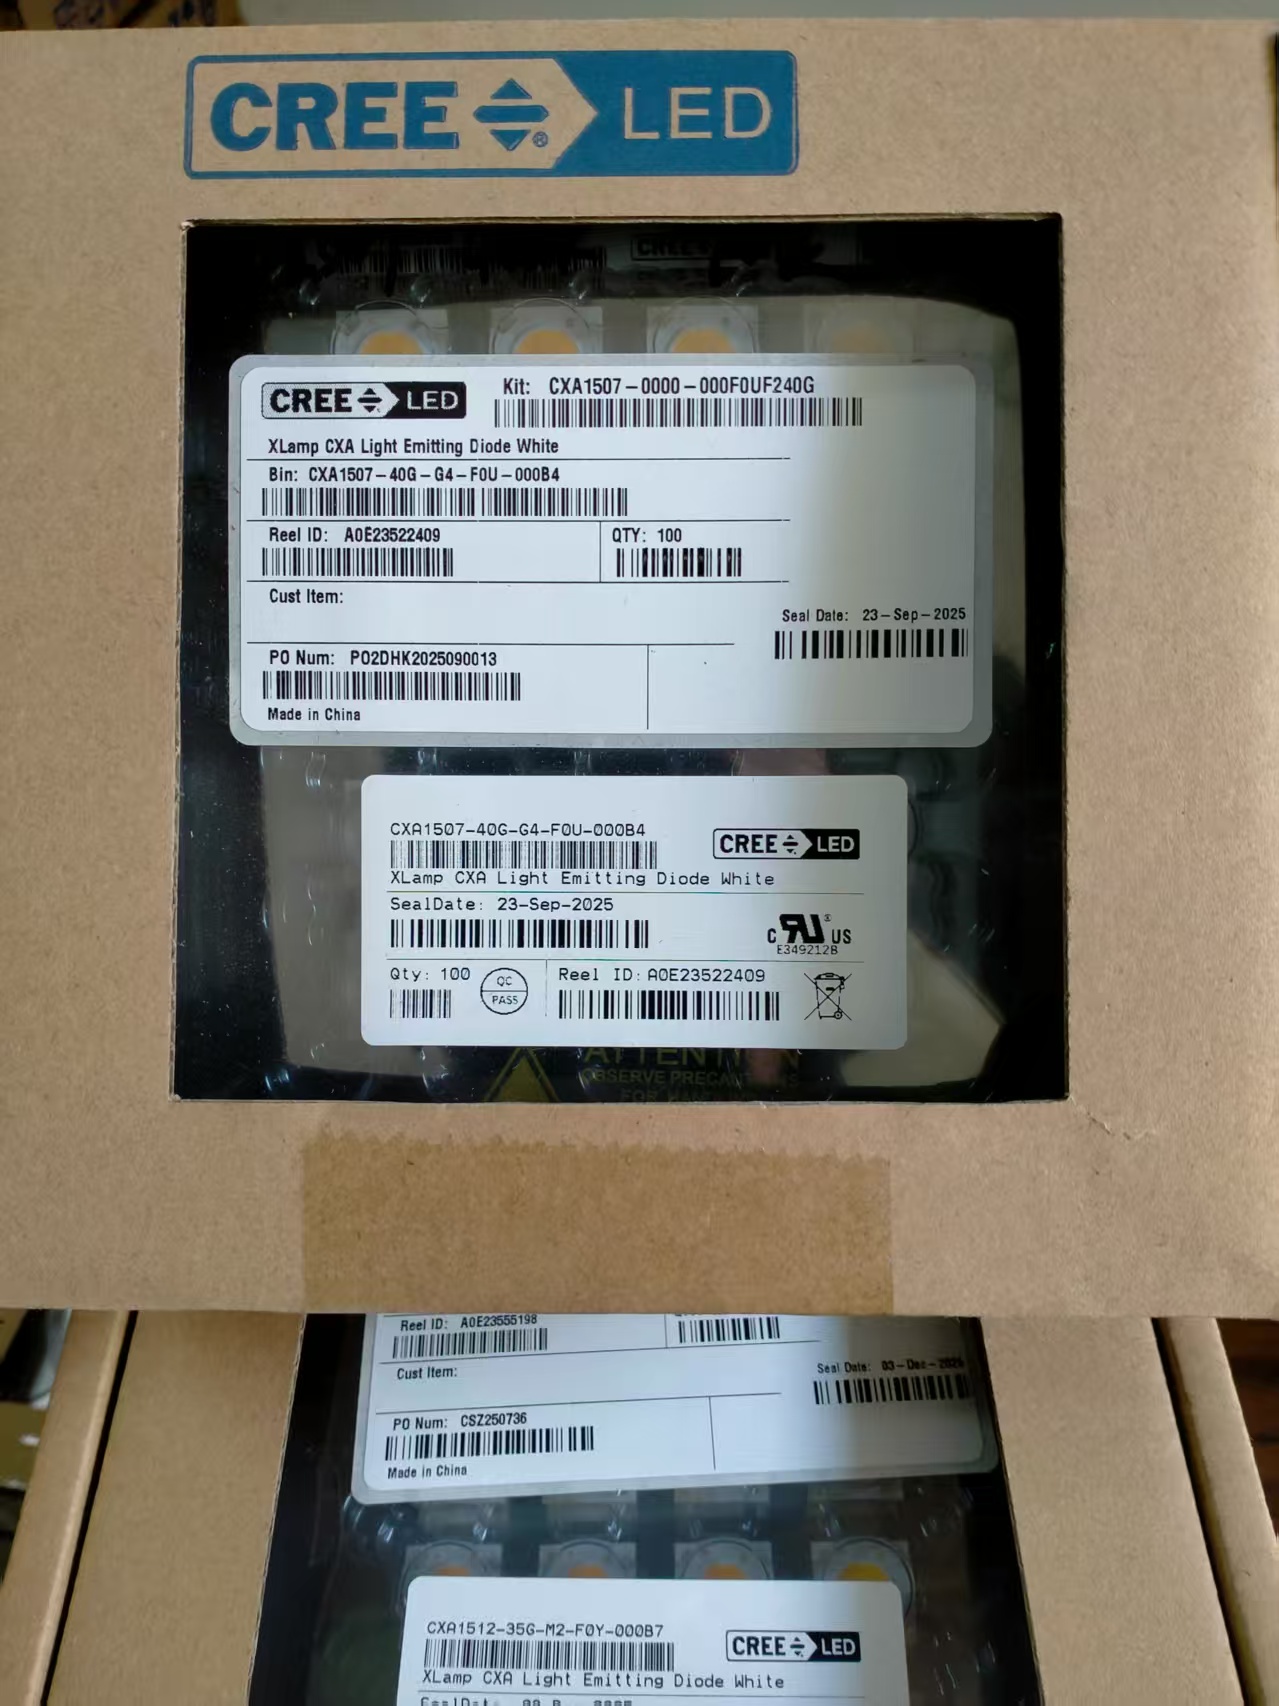 CREE® LED
CREE LED
CREE LED
Kit: CXA1507-0000-000F0UF240G
XLamp CXA Light Emitting Diode White
Bin: CXA1507-40G-G4-F0U-000B4
Reel ID: A0E23522409
QTY: 100
Cust Item:
Seal Date: 23-Sep-2025
PO Num: PO2DHK2025090013
Made in China
CXA1507-40G-G4-F0U-000B4
CREE LED
XLamp CXA Light Emitting Diode White
SealDate: 23-Sep-2025
c RU® US
E349212B
Qty: 100
QC
PASS
Reel ID: A0E23522409
ATTENTION
OBSERVE PRECAUTIONS
FOR
Reel ID: A0E23555198
Cust Item:
Seal Date: 03-Dec-2025
PO Num: CSZ250736
Made in China
CXA1512-35G-M2-F0Y-000B7
CREE LED
XLamp CXA Light Emitting Diode White